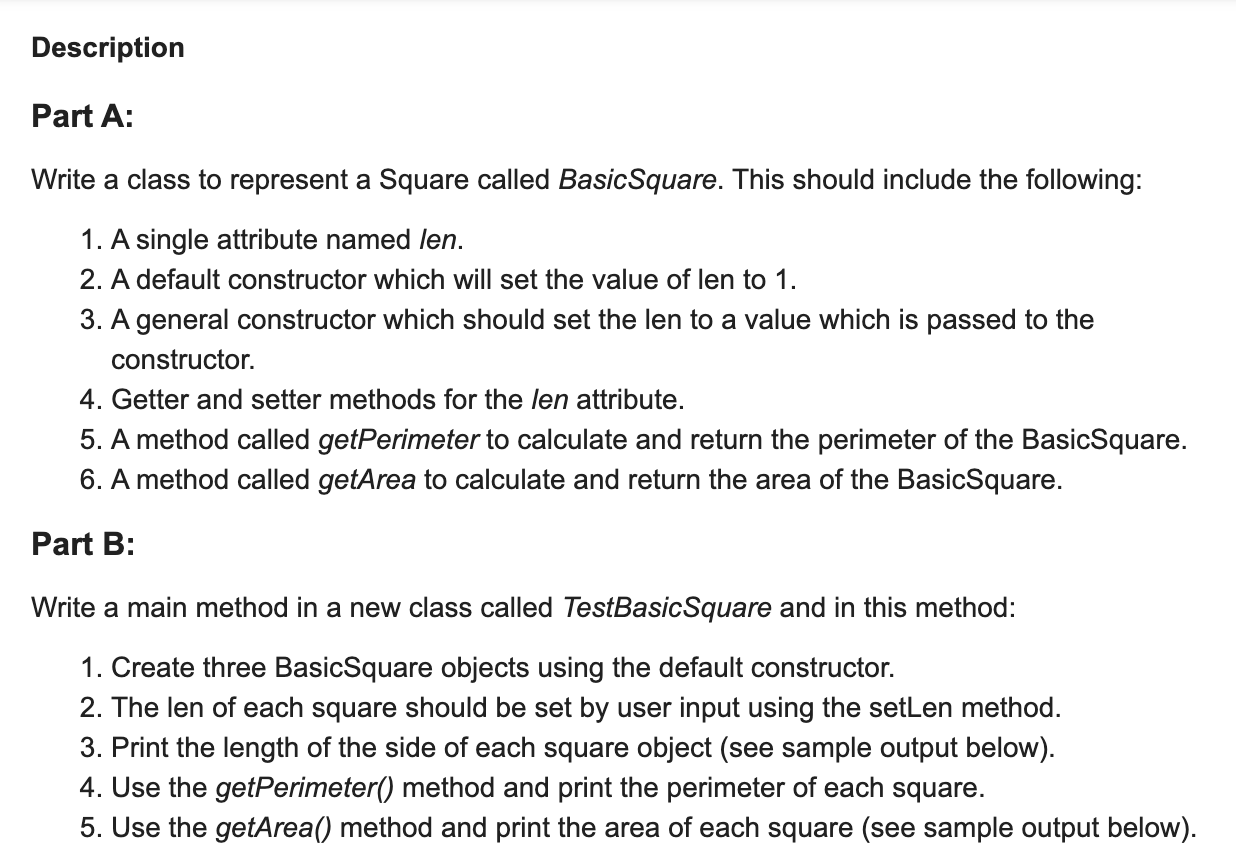 Description
Part A:
Write a class to represent a Square called BasicSquare. This should include the following:
1. A single attribute named len.
2. A default constructor which will set the value of len to 1.
3. A general constructor which should set the len to a value which is passed to the
constructor.
4. Getter and setter methods for the len attribute.
5. A method called getPerimeter to calculate and return the perimeter of the BasicSquare.
6. A method called getArea to calculate and return the area of the BasicSquare.
Part B:
Write a main method in a new class called TestBasicSquare and in this method:
1. Create three BasicSquare objects using the default constructor.
2. The len of each square should be set by user input using the setLen method.
3. Print the length of the side of each square object (see sample output below).
4. Use the getPerimeter() method and print the perimeter of each square.
5. Use the getArea() method and print the area of each square (see sample output below).